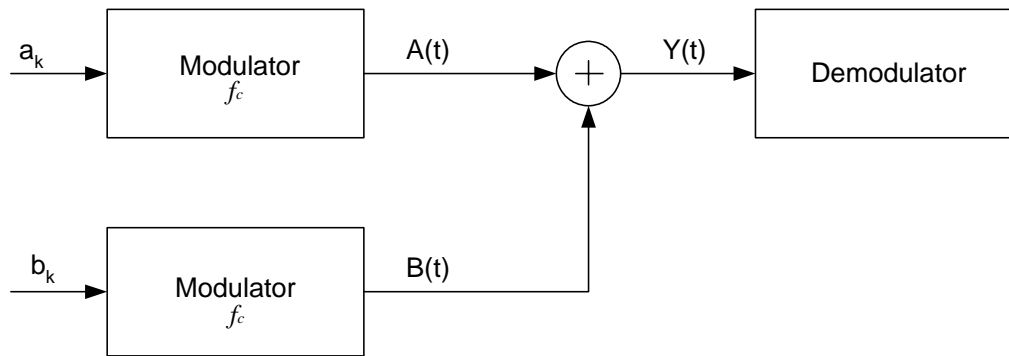 a_k
Modulator
f_c
A(t)
+
Y(t)
Demodulator
b_k
Modulator
f_c
B(t)